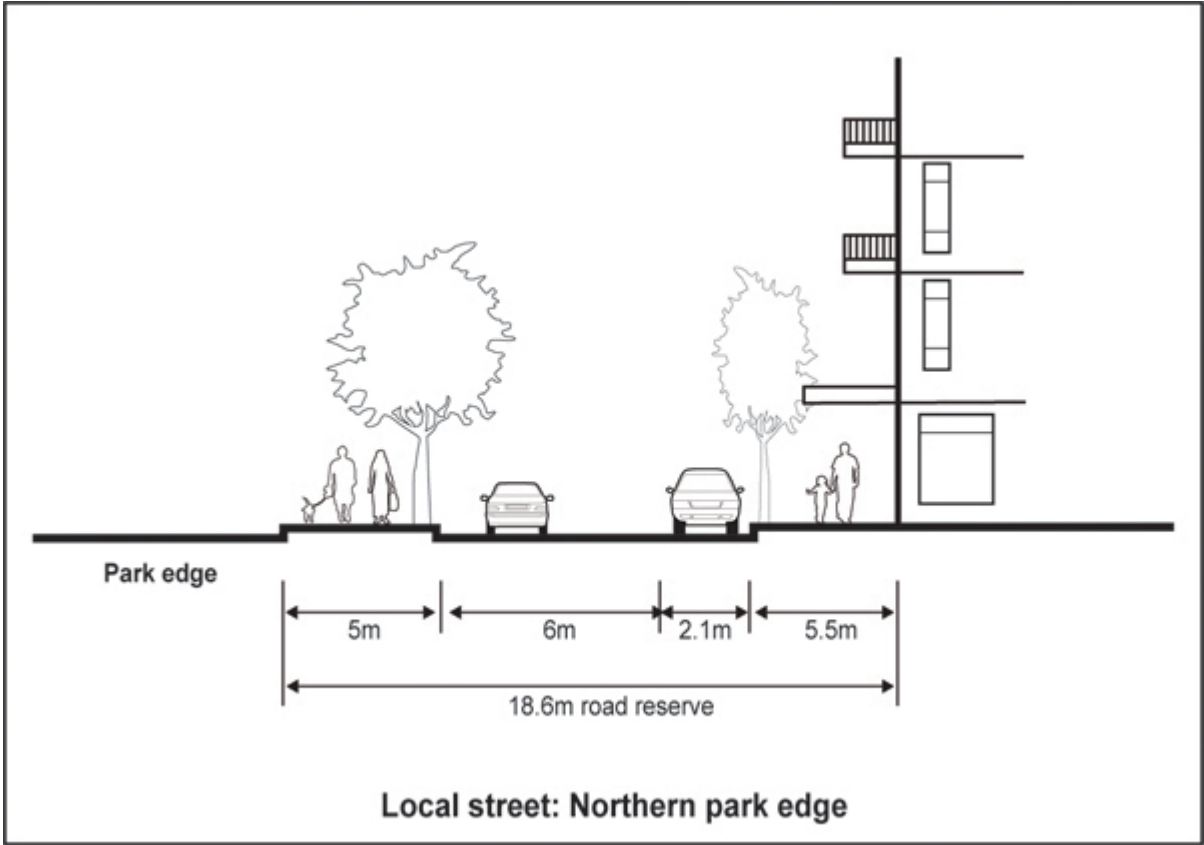 Park edge
5m
6m
2.1m
5.5m
18.6m road reserve
Local street: Northern park edge